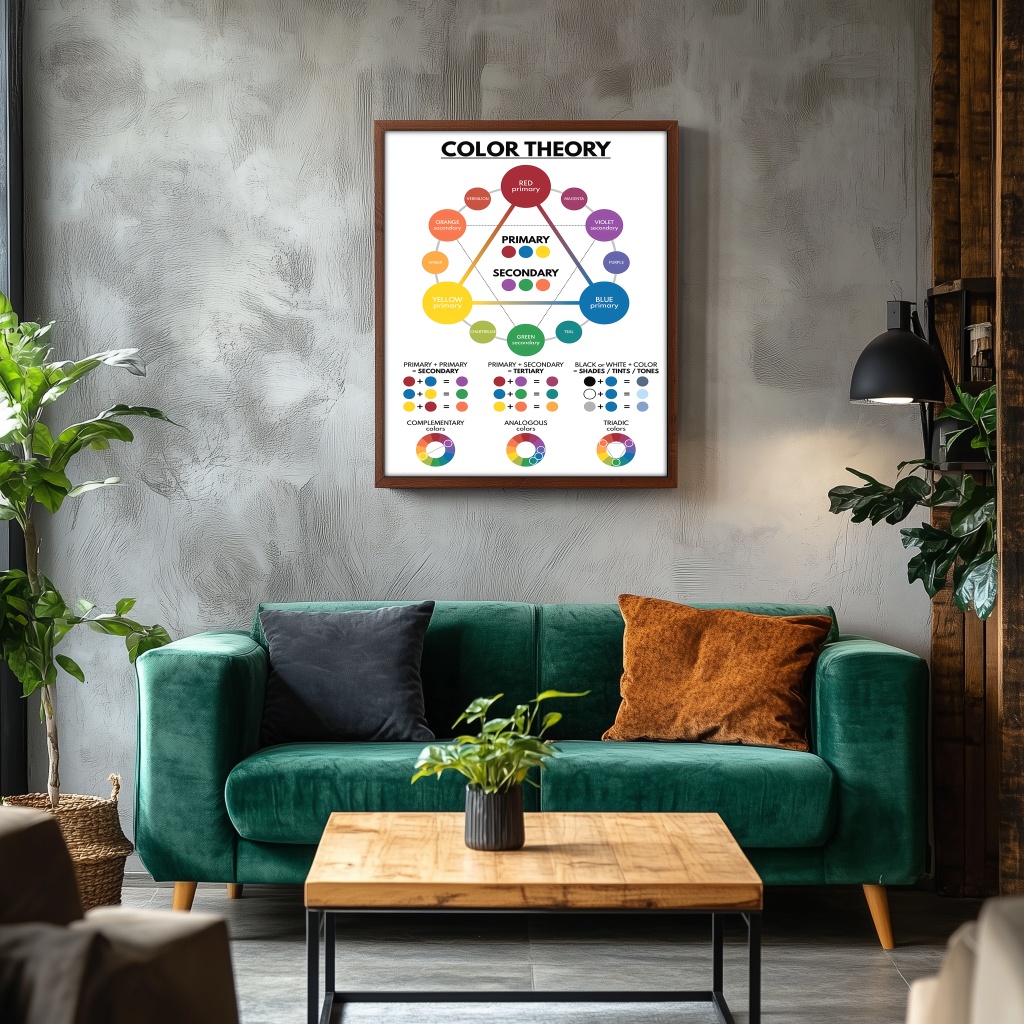 COLOR THEORY
RED
primary
VERMILION
MAGENTA
ORANGE
secondary
VIOLET
secondary
PRIMARY
AMBER
PURPLE
SECONDARY
YELLOW
primary
BLUE
primary
CHARTREUSE
TEAL
GREEN
secondary
PRIMARY + PRIMARY
= SECONDARY
PRIMARY + SECONDARY
= TERTIARY
BLACK or WHITE + COLOR
= SHADES / TINTS / TONES
+ =
+ =
+ =
+ =
+ =
+ =
+ =
+ =
+ =
COMPLEMENTARY
colors
ANALOGOUS
colors
TRIADIC
colors